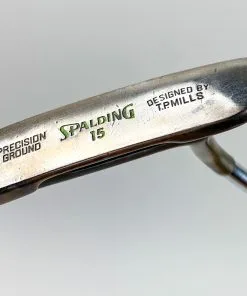 PRECISION
GROUND
SPALDING
15
DESIGNED BY
T.P.MILLS